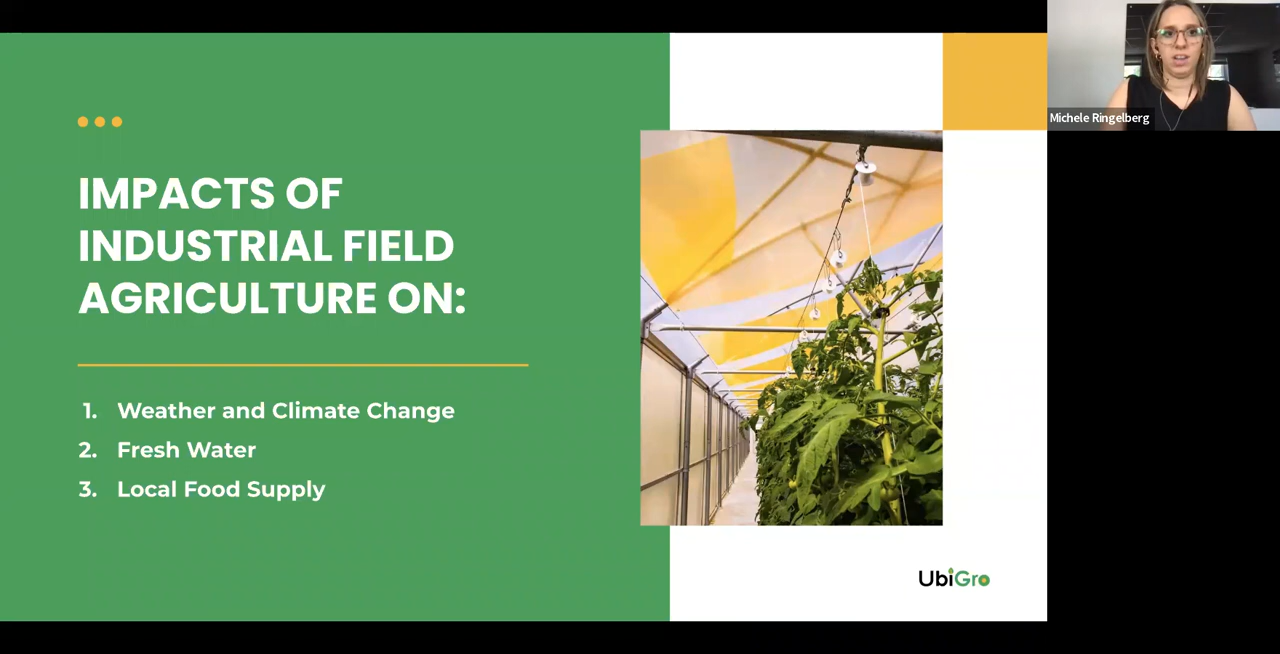 IMPACTS OF
INDUSTRIAL FIELD
AGRICULTURE ON:
1. Weather and Climate Change
2. Fresh Water
3. Local Food Supply
UbiGro
Michele Ringelberg